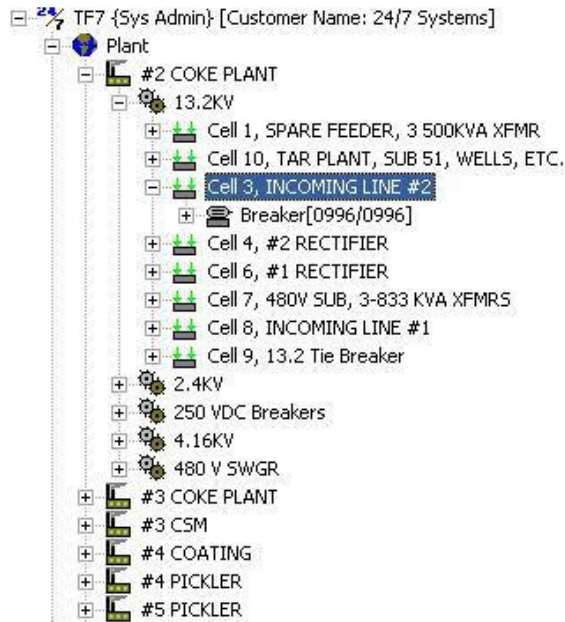 24/7 TF7 {Sys Admin} [Customer Name: 24/7 Systems]
Plant
#2 COKE PLANT
13.2KV
Cell 1, SPARE FEEDER, 3 500KVA XFMR
Cell 10, TAR PLANT, SUB 51, WELLS, ETC.
Cell 3, INCOMING LINE #2
Breaker[0996/0996]
Cell 4, #2 RECTIFIER
Cell 6, #1 RECTIFIER
Cell 7, 480V SUB, 3-833 KVA XFMRS
Cell 8, INCOMING LINE #1
Cell 9, 13.2 Tie Breaker
2.4KV
250 VDC Breakers
4.16KV
480 V SWGR
#3 COKE PLANT
#3 CSM
#4 COATING
#4 PICKLER
#5 PICKLER